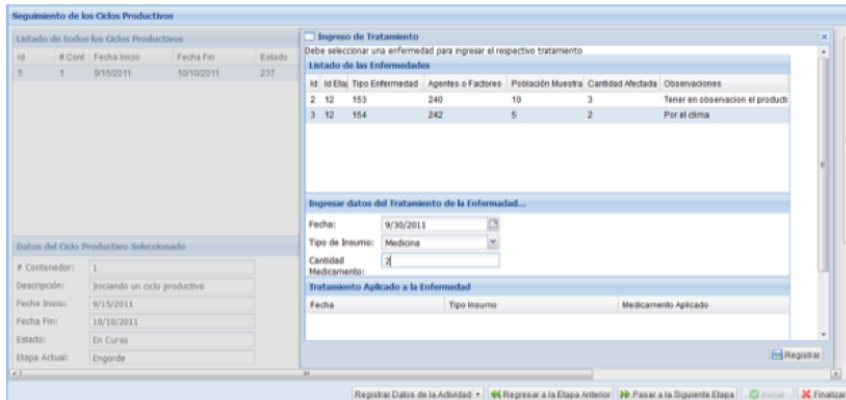 Seguimiento de los Ciclos Productivos
Listado de todos los Ciclos Productivos
Id # Cont Fecha Inicio Fecha Fin Estado
5 1 9/15/2011 10/10/2011 237
Datos del Ciclo Productivo Seleccionado
# Contenedor: 1
Descripción: Iniciando un ciclo productivo
Fecha Inicio: 9/15/2011
Fecha Fin: 10/10/2011
Estado: En Curso
Etapa Actual: Engorde
Ingreso de Tratamiento
Debe seleccionar una enfermedad para ingresar el respectivo tratamiento
Listado de las Enfermedades
Id Id Etap Tipo Enfermedad Agentes o Factores Población Muestra Cantidad Afectada Observaciones
2 12 153 240 10 3 Tener en observacion el producto
3 12 154 242 5 2 Por el clima
Ingresar datos del Tratamiento de la Enfermadad...
Fecha: 9/30/2011
Tipo de Insumo: Medicina
Cantidad Medicamento: 2
Tratamiento Aplicado a la Enfermedad
Fecha Tipo Insumo Medicamento Aplicado
Registrar
Registrar Datos de la Actividad Regresar a la Etapa Anterior Pasar a la Siguiente Etapa Iniciar Finalizar